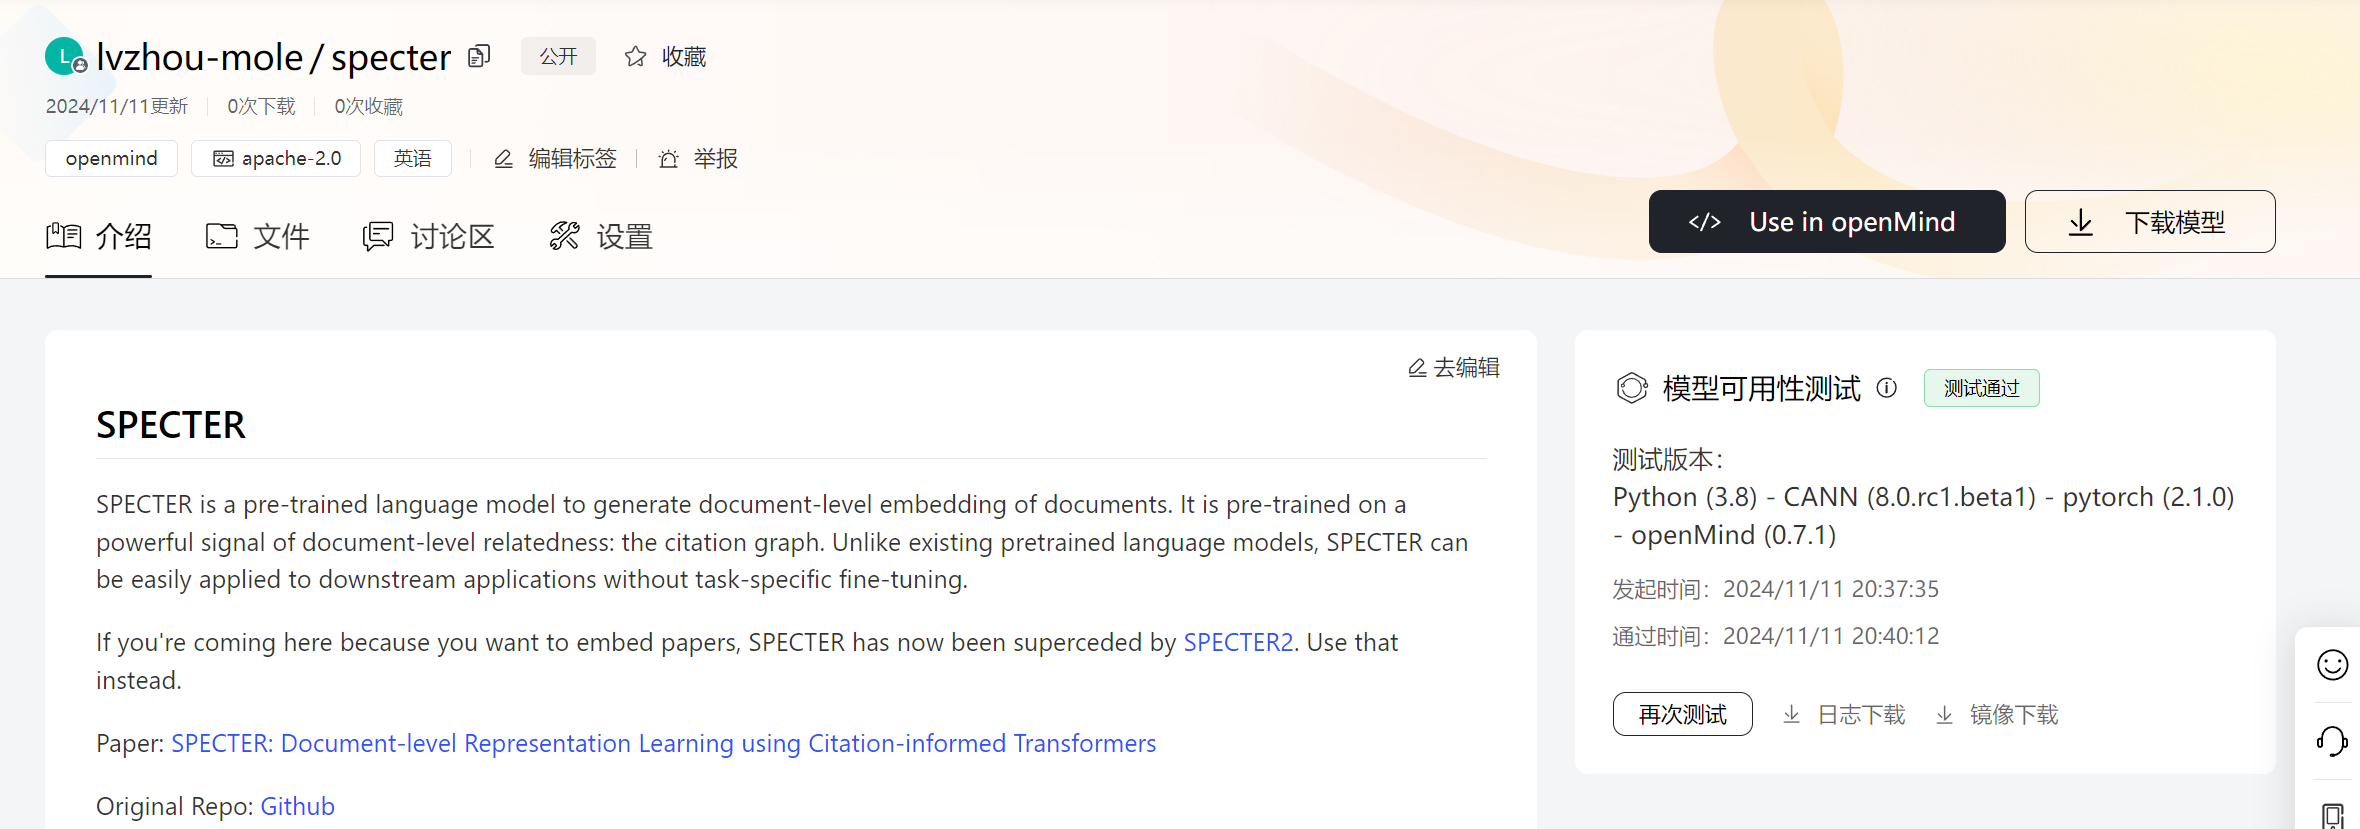 L lvzhou-mole / specter 公开 收藏
2024/11/11更新 0次下载 0次收藏
openmind apache-2.0 英语 编辑标签 举报
介绍 文件 讨论区 设置
</> Use in openMind 下载模型
去编辑
SPECTER
SPECTER is a pre-trained language model to generate document-level embedding of documents. It is pre-trained on a
powerful signal of document-level relatedness: the citation graph. Unlike existing pretrained language models, SPECTER can
be easily applied to downstream applications without task-specific fine-tuning.
If you're coming here because you want to embed papers, SPECTER has now been superceded by SPECTER2. Use that
instead.
Paper: SPECTER: Document-level Representation Learning using Citation-informed Transformers
Original Repo: Github
模型可用性测试 测试通过
测试版本：
Python (3.8) - CANN (8.0.rc1.beta1) - pytorch (2.1.0)
- openMind (0.7.1)
发起时间：2024/11/11 20:37:35
通过时间：2024/11/11 20:40:12
再次测试 日志下载 镜像下载